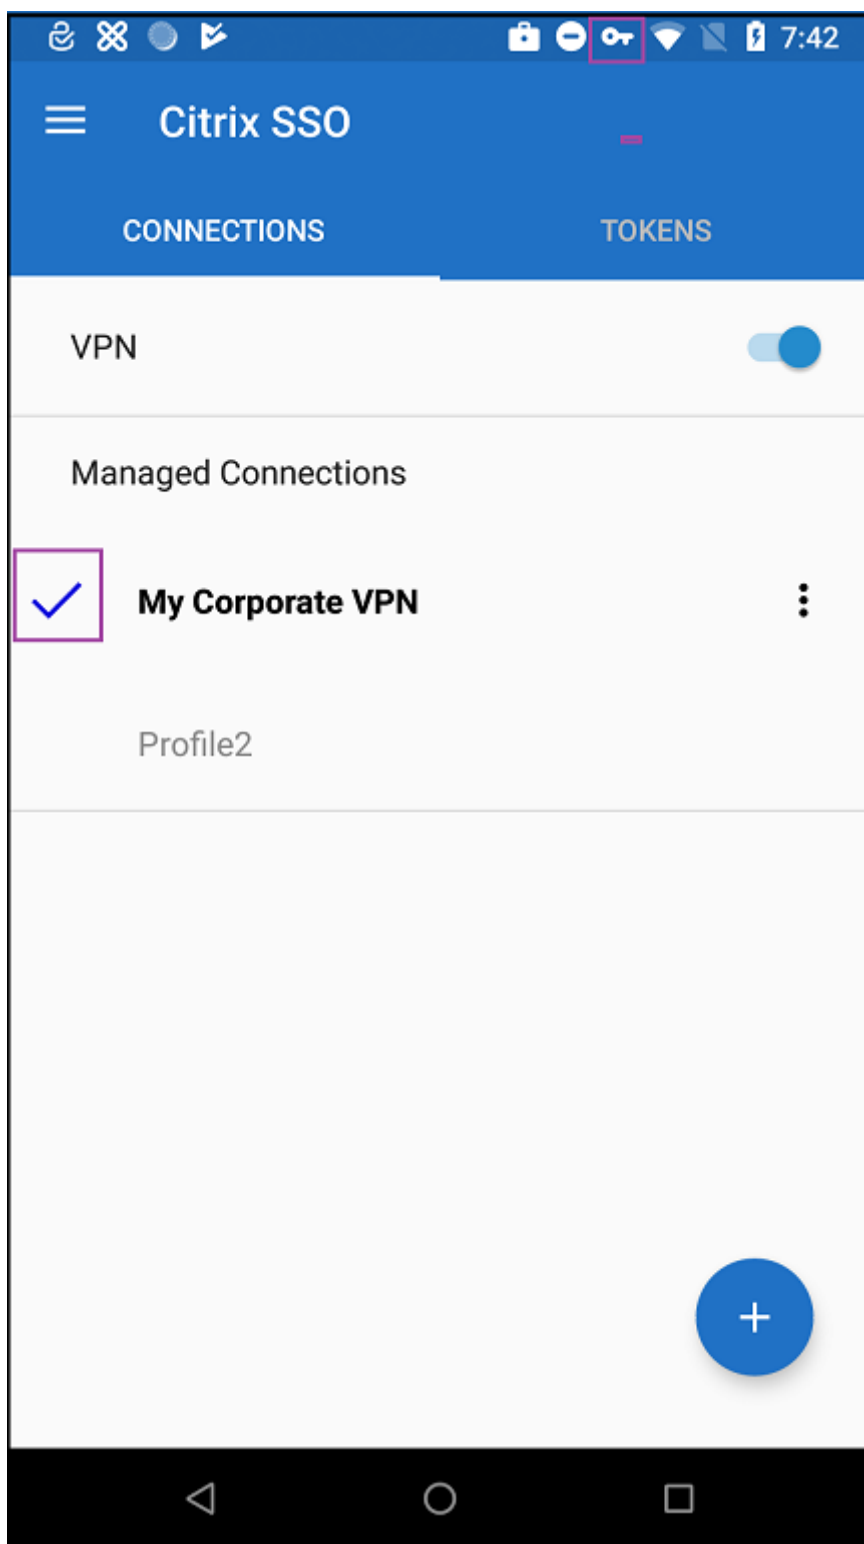 7:42
Citrix SSO
CONNECTIONS TOKENS
VPN
Managed Connections
My Corporate VPN
Profile2